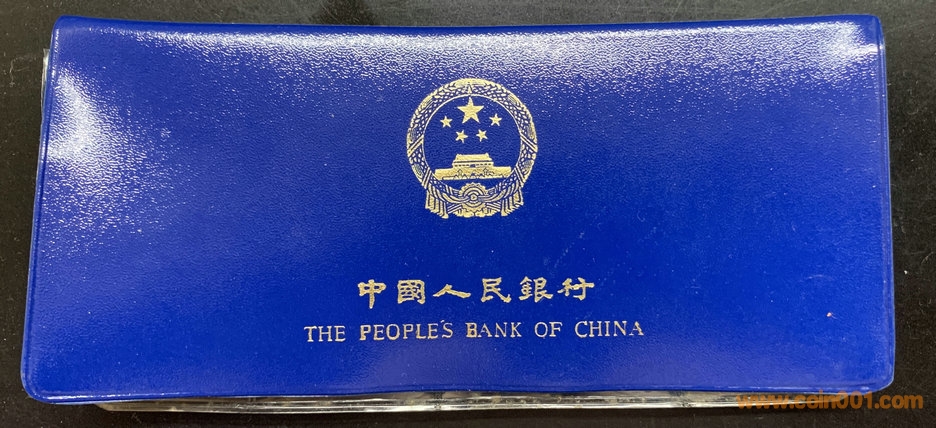 中國人民銀行
THE PEOPLE'S BANK OF CHINA
www.coin001.com